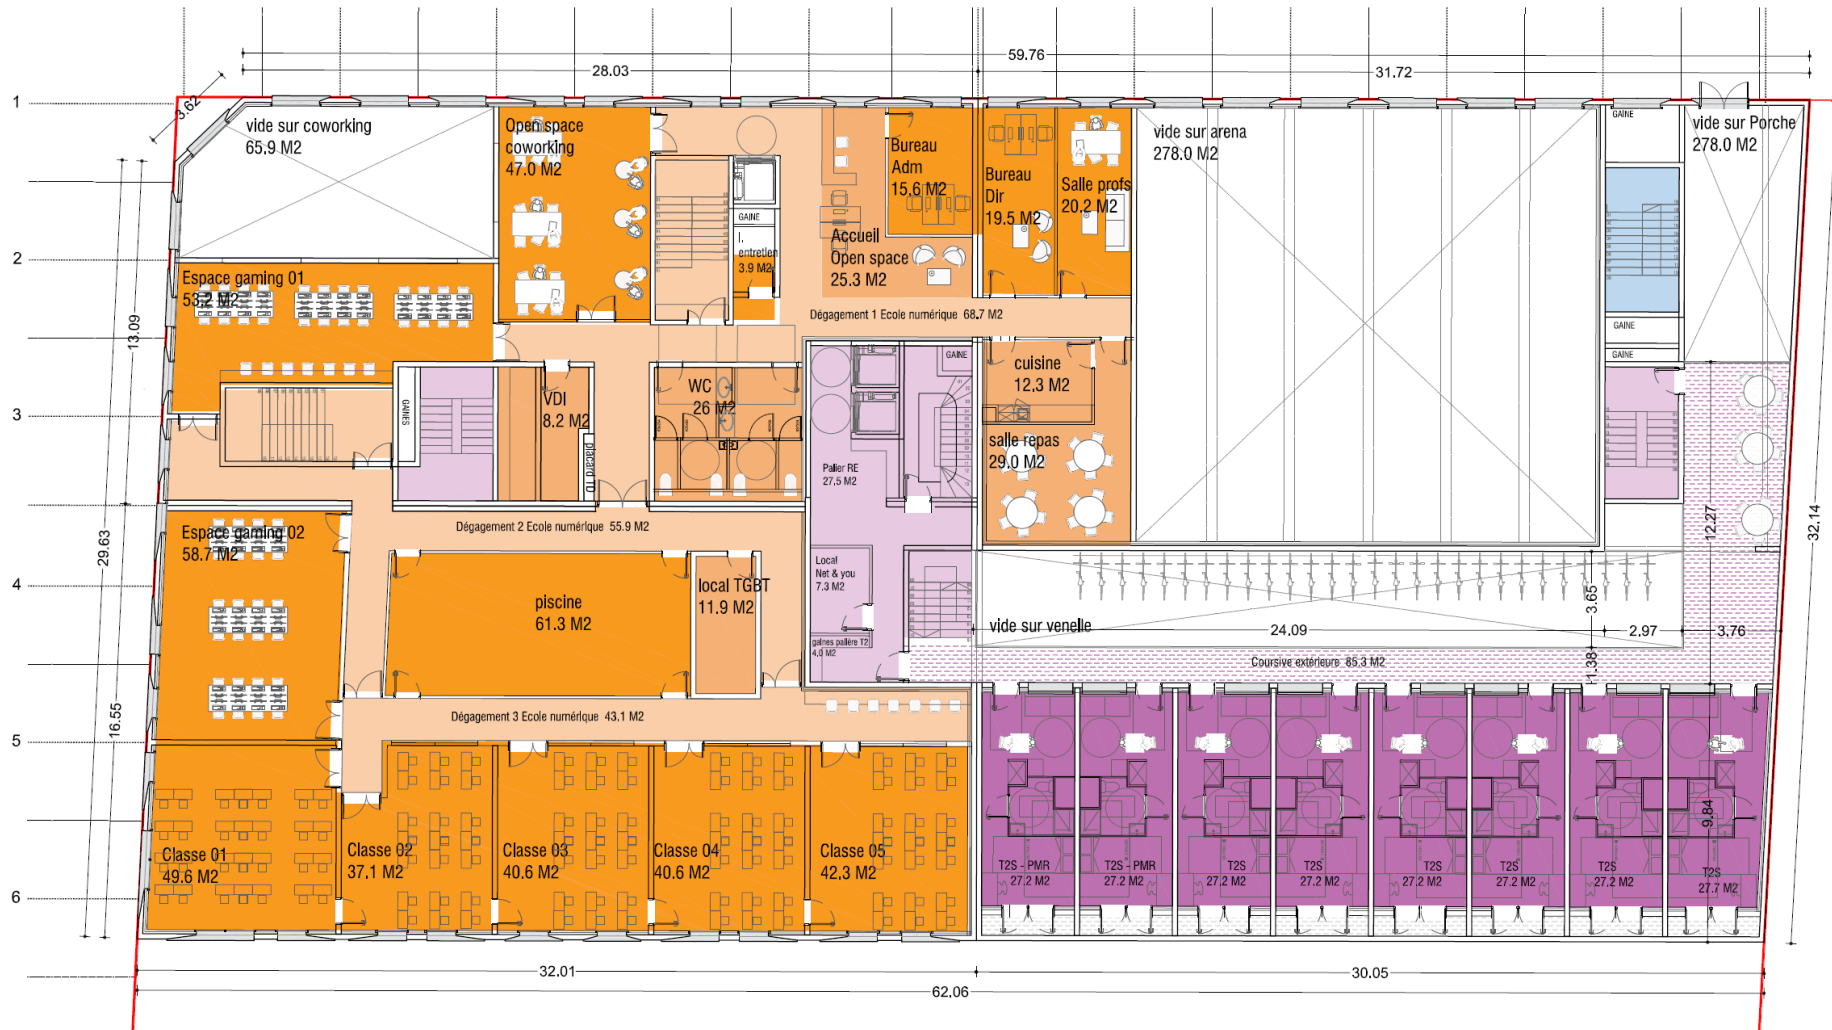 59.76
28.03
31.72
3.62
1
vide sur coworking
65.9 M2
Open space
coworking
47.0 M2
Bureau
Adm
15.6 M2
Bureau
Dir
19.5 M2
Salle profs
20.2 M2
vide sur arena
278.0 M2
GAINE
vide sur Porche
278.0 M2
GAINE
l.
entretien
3.9 M2
Accueil
Open space
25.3 M2
2
Espace gaming 01
53.2 M2
Dégagement 1 Ecole numérique 68.7 M2
GAINE
GAINE
13.09
GAINE
cuisine
12.3 M2
3
GAINES
VDI
8.2 M2
WC
26 M2
placard TD
salle repas
29.0 M2
Palier RE
27.5 M2
Dégagement 2 Ecole numérique 55.9 M2
Espace gaming 02
58.7 M2
12.27
32.14
29.63
4
piscine
61.3 M2
local TGBT
11.9 M2
Local
Net & you
7.3 M2
gaines palière T2
4.0 M2
vide sur venelle
24.09
3.65
2.97
3.76
Coursive extérieure 85.3 M2
1.38
16.55
5
Dégagement 3 Ecole numérique 43.1 M2
9.84
Classe 01
49.6 M2
Classe 02
37.1 M2
Classe 03
40.6 M2
Classe 04
40.6 M2
Classe 05
42.3 M2
T2S - PMR
27.2 M2
T2S - PMR
27.2 M2
T2S
27.2 M2
T2S
27.2 M2
T2S
27.2 M2
T2S
27.2 M2
T2S
27.2 M2
T2S
27.7 M2
6
32.01
30.05
62.06